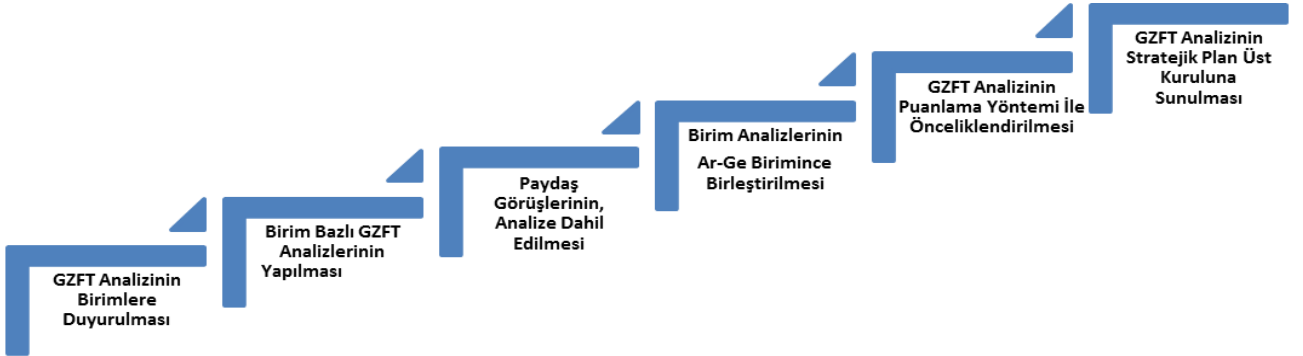 GZFT Analizinin
Birimlere
Duyurulması
Birim Bazlı GZFT
Analizlerinin
Yapılması
Paydaş
Görüşlerinin,
Analize Dahil
Edilmesi
Birim Analizlerinin
Ar-Ge Birimince
Birleştirilmesi
GZFT Analizinin
Puanlama Yöntemi İle
Önceliklendirilmesi
GZFT Analizinin
Stratejik Plan Üst
Kuruluna
Sunulması